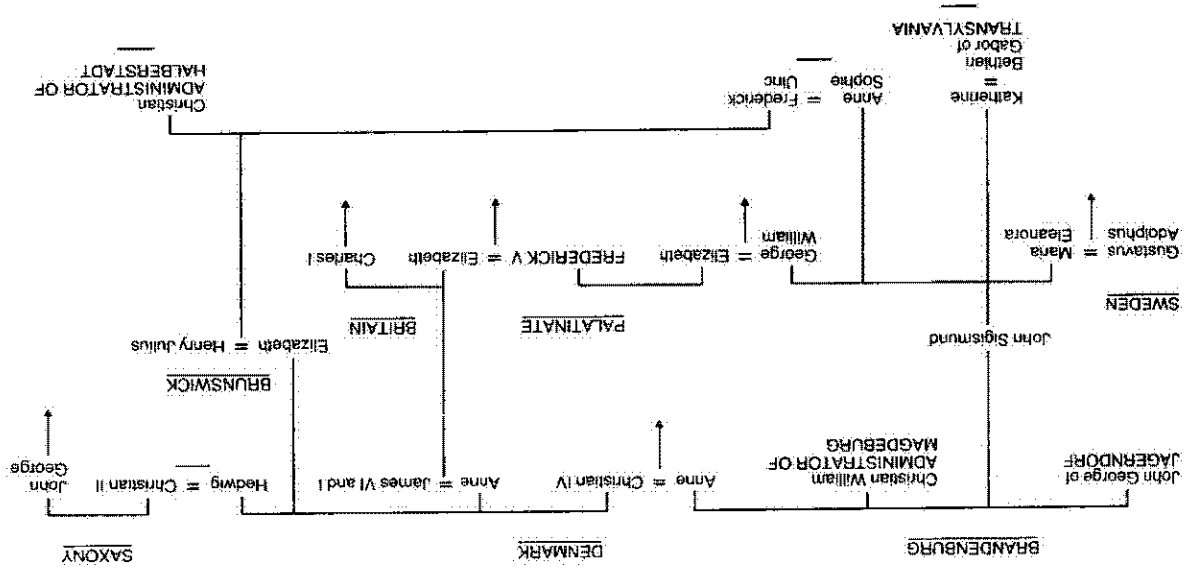 BRANDENBURG
DENMARK
SAXONY
John George of
JÄGERNDORF
Christian William
ADMINISTRATOR OF
MAGDEBURG
Anne = Christian IV
Anne = James VI and I
Hedwig = Christian II
John
George
BRUNSWICK
John Sigismund
Elizabeth = Henry Julius
SWEDEN
PALATINATE
BRITAIN
Gustavus = Maria
Adolphus Eleanora
George = Elizabeth
William
FREDERICK V = Elizabeth
Charles I
Katherine
=
Bethlen
Gabor of
TRANSYLVANIA
Anne = Frederick
Sophie Ulric
Christian
ADMINISTRATOR OF
HALBERSTADT